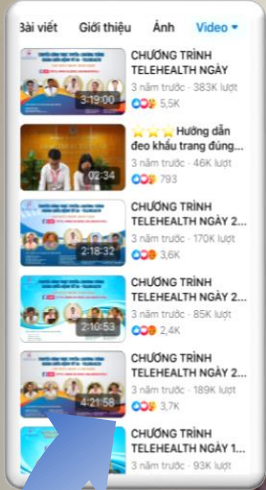 Bài viết Giới thiệu Ảnh Video
CHƯƠNG TRÌNH
TELEHEALTH NGÀY
3 năm trước · 383K lượt
5,5K
3:19:00
Hướng dẫn
đeo khẩu trang đúng...
3 năm trước · 46K lượt
793
02:34
CHƯƠNG TRÌNH
TELEHEALTH NGÀY 2...
3 năm trước · 170K lượt
3,6K
2:18:32
CHƯƠNG TRÌNH
TELEHEALTH NGÀY 2...
3 năm trước · 85K lượt
2,4K
2:10:53
CHƯƠNG TRÌNH
TELEHEALTH NGÀY 2...
3 năm trước · 189K lượt
3,7K
4:21:58
CHƯƠNG TRÌNH
TELEHEALTH NGÀY 1...
3 năm trước · 93K lượt